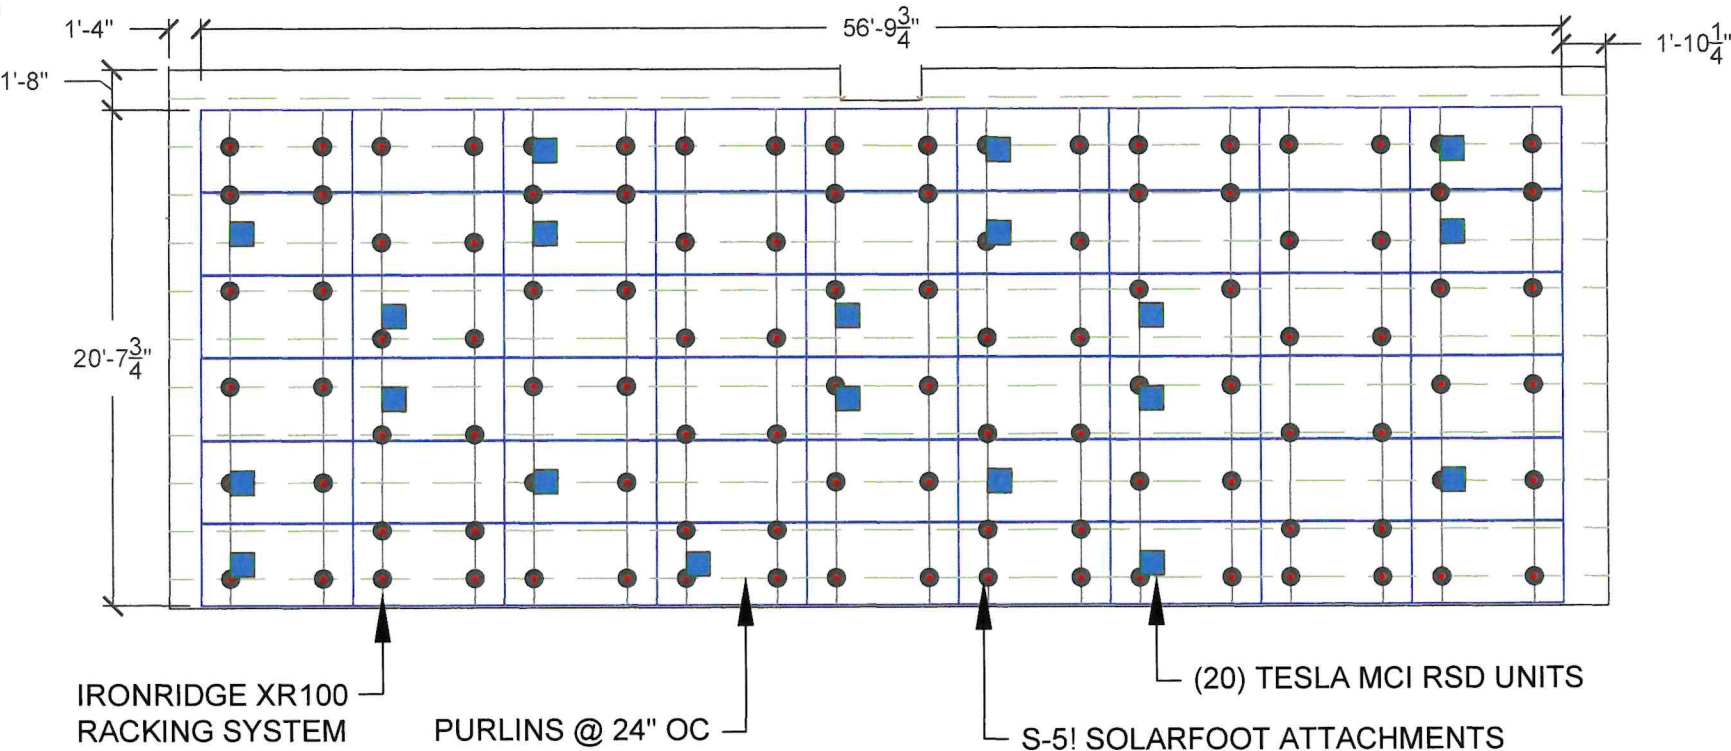 1'-4"
56'-9 3/4"
1'-10 1/4"
1'-8"
20'-7 3/4"
IRONRIDGE XR100
RACKING SYSTEM
PURLINS @ 24" OC
S-5! SOLARFOOT ATTACHMENTS
(20) TESLA MCI RSD UNITS